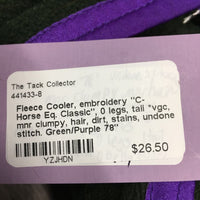 The Tack Collector
441433-8
Fleece Cooler, embroidery "C-
Horse Eq. Classic", 0 legs, tail *vgc,
mnr clumpy, hair, dirt, stains, undone
stitch. Green/Purple 78"
YZJHDN
$26.50